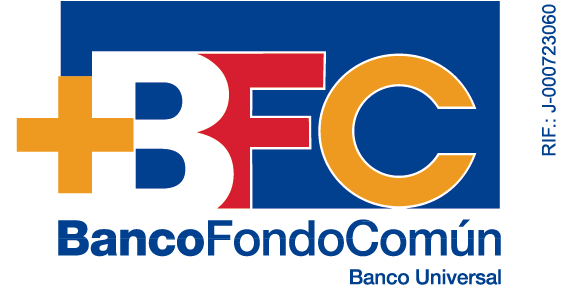 +BFC
BancoFondoComún
Banco Universal
RIF.: J-000723060